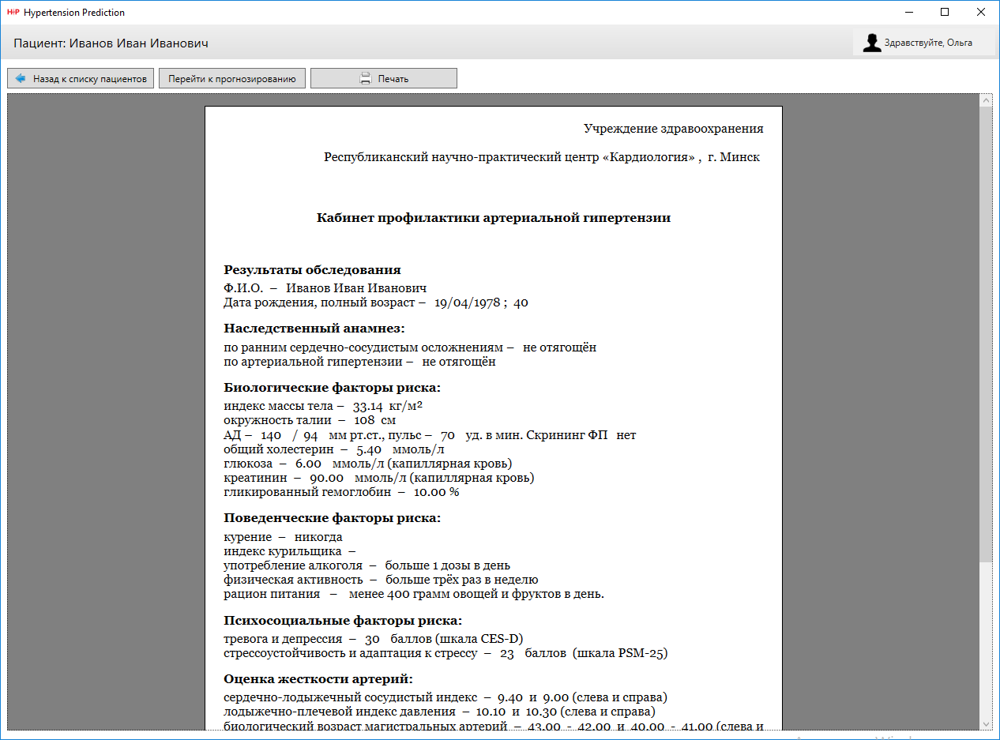 HiP Hypertension Prediction
Пациент: Иванов Иван Иванович
Здравствуйте, Ольга
Назад к списку пациентов
Перейти к прогнозированию
Печать
Учреждение здравоохранения
Республиканский научно-практический центр «Кардиология» , г. Минск
Кабинет профилактики артериальной гипертензии
Результаты обследования
Ф.И.О. – Иванов Иван Иванович
Дата рождения, полный возраст – 19/04/1978 ; 40
Наследственный анамнез:
по ранним сердечно-сосудистым осложнениям – не отягощён
по артериальной гипертензии – не отягощён
Биологические факторы риска:
индекс массы тела – 33.14 кг/м²
окружность талии – 108 см
АД – 140 / 94 мм рт.ст., пульс – 70 уд. в мин. Скрининг ФП нет
общий холестерин – 5.40 ммоль/л
глюкоза – 6.00 ммоль/л (капиллярная кровь)
креатинин – 90.00 ммоль/л (капиллярная кровь)
гликированный гемоглобин – 10.00 %
Поведенческие факторы риска:
курение – никогда
индекс курильщика –
употребление алкоголя – больше 1 дозы в день
физическая активность – больше трёх раз в неделю
рацион питания – менее 400 грамм овощей и фруктов в день.
Психосоциальные факторы риска:
тревога и депрессия – 30 баллов (шкала CES-D)
стрессоустойчивость и адаптация к стрессу – 23 баллов (шкала PSM-25)
Оценка жесткости артерий:
сердечно-лодыжечный сосудистый индекс – 9.40 и 9.00 (слева и справа)
лодыжечно-плечевой индекс давления – 10.10 и 10.30 (слева и справа)
биологический возраст магистральных артерий – 43.00 - 42.00 и 40.00 - 41.00 (слева и